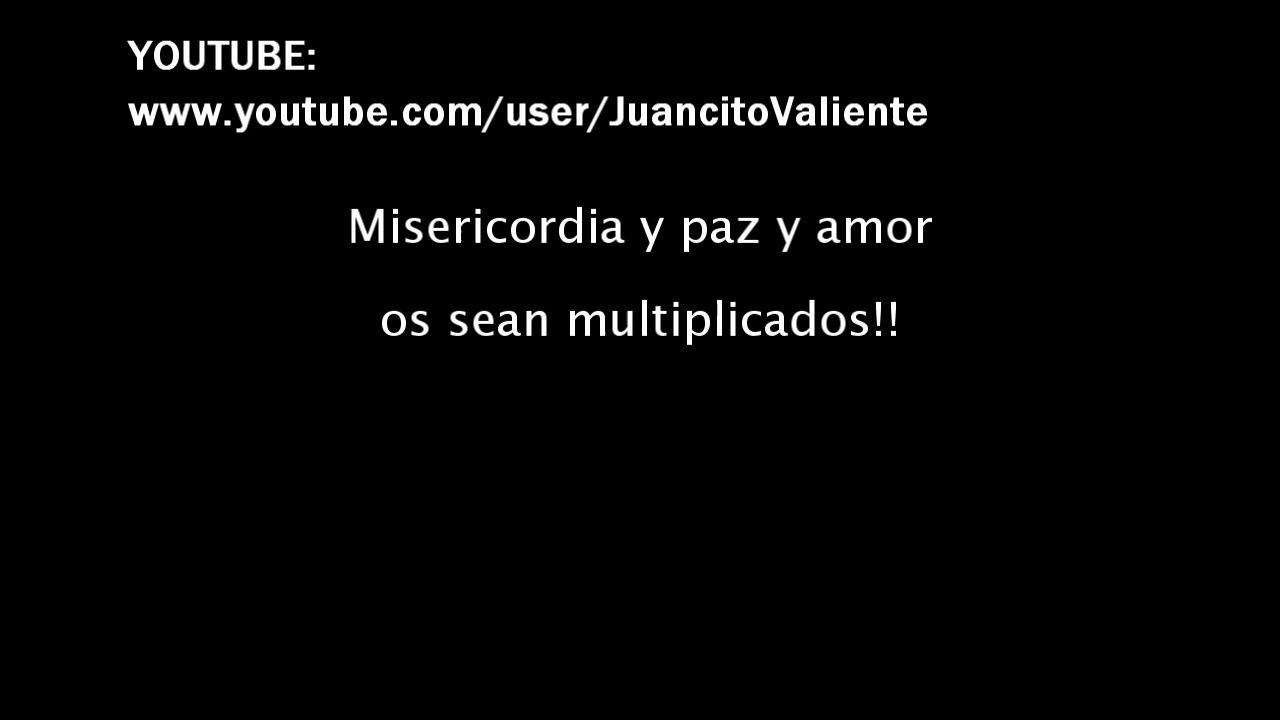 YOUTUBE:
www.youtube.com/user/JuancitoValiente
Misericordia y paz y amor
os sean multiplicados!!